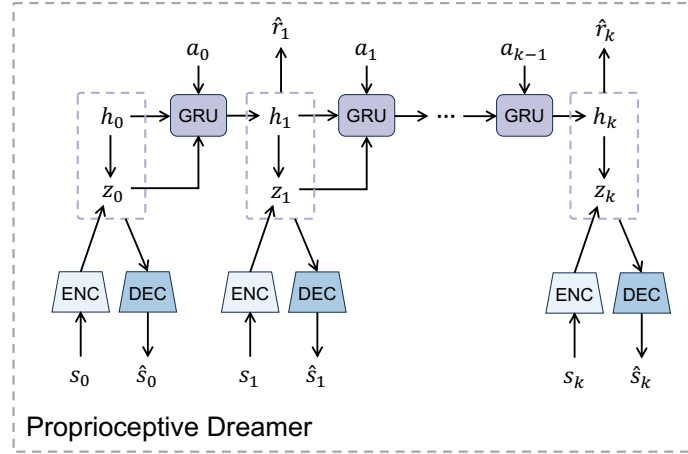 r̂₁ r̂ₖ
a₀ a₁ aₖ₋₁
h₀ GRU h₁ GRU ··· GRU hₖ
z₀ z₁ zₖ
ENC DEC ENC DEC ENC DEC
s₀ ŝ₀ s₁ ŝ₁ sₖ ŝₖ
Proprioceptive Dreamer